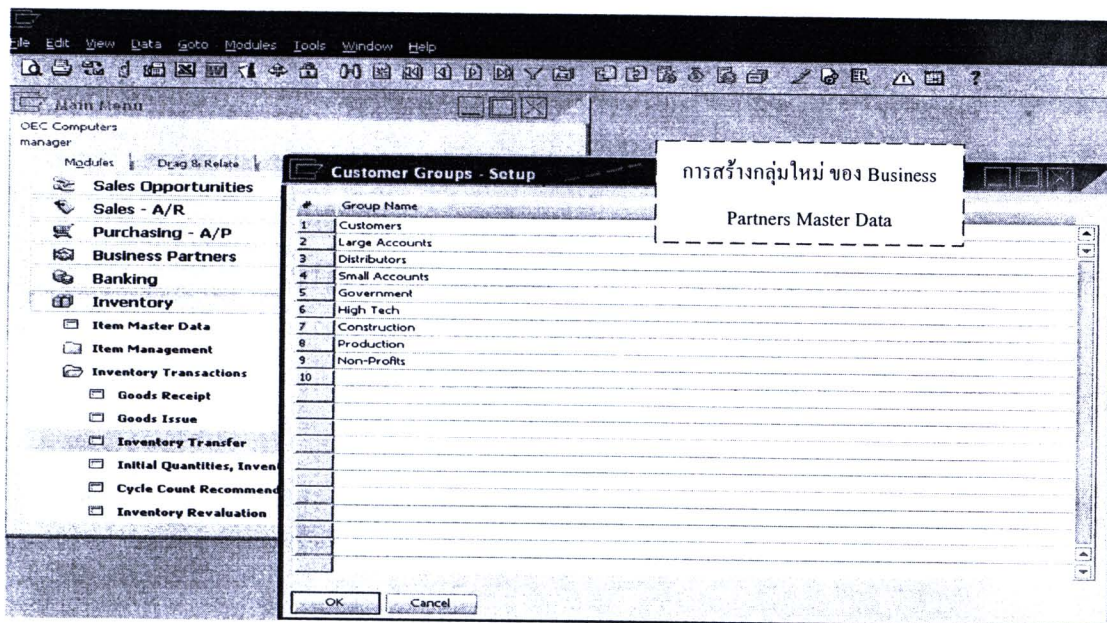 File Edit View Data Goto Modules Tools Window Help
Main Menu
OEC Computers
manager
Modules Drag & Relate
Sales Opportunities
Sales - A/R
Purchasing - A/P
Business Partners
Banking
Inventory
Item Master Data
Item Management
Inventory Transactions
Goods Receipt
Goods Issue
Inventory Transfer
Initial Quantities, Inven
Cycle Count Recommend
Inventory Revaluation
Customer Groups - Setup
การสร้างกลุ่มใหม่ ของ Business
Partners Master Data
# Group Name
1 Customers
2 Large Accounts
3 Distributors
4 Small Accounts
5 Government
6 High Tech
7 Construction
8 Production
9 Non-Profits
10
OK Cancel